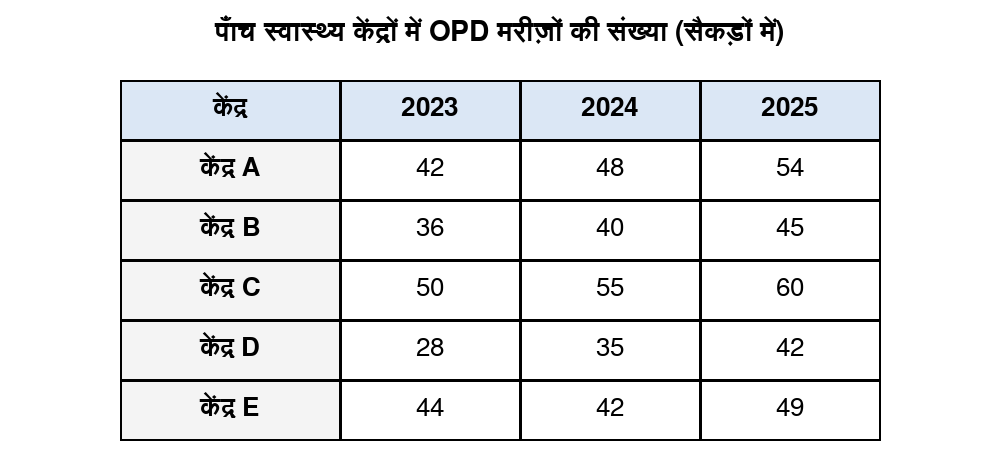 पाँच स्वास्थ्य केंद्रों में OPD मरीज़ों की संख्या (सैकड़ों में)
केंद्र 2023 2024 2025
केंद्र A 42 48 54
केंद्र B 36 40 45
केंद्र C 50 55 60
केंद्र D 28 35 42
केंद्र E 44 42 49